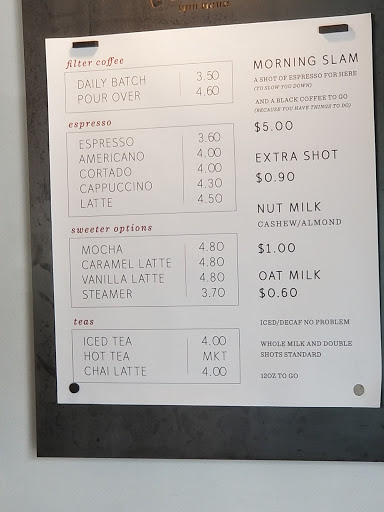 filter coffee
DAILY BATCH 3.50
POUR OVER 4.60
espresso
ESPRESSO 3.60
AMERICANO 4.00
CORTADO 4.00
CAPPUCCINO 4.30
LATTE 4.50
sweeter options
MOCHA 4.80
CARAMEL LATTE 4.80
VANILLA LATTE 4.80
STEAMER 3.70
teas
ICED TEA 4.00
HOT TEA MKT
CHAI LATTE 4.00
MORNING SLAM
A SHOT OF ESPRESSO FOR HERE
(TO SLOW YOU DOWN)
AND A BLACK COFFEE TO GO
(BECAUSE YOU HAVE THINGS TO DO)
$5.00
EXTRA SHOT
$0.90
NUT MILK
CASHEW/ALMOND
$1.00
OAT MILK
$0.60
ICED/DECAF NO PROBLEM
WHOLE MILK AND DOUBLE
SHOTS STANDARD
12OZ TO GO